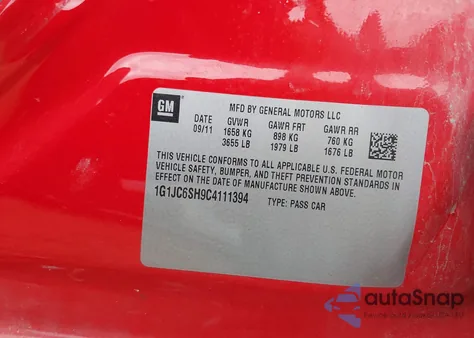 GM
MFD BY GENERAL MOTORS LLC
DATE GVWR GAWR FRT GAWR RR
09/11 1658 KG 898 KG 760 KG
3655 LB 1979 LB 1676 LB
THIS VEHICLE CONFORMS TO ALL APPLICABLE U.S. FEDERAL MOTOR
VEHICLE SAFETY, BUMPER, AND THEFT PREVENTION STANDARDS IN
EFFECT ON THE DATE OF MANUFACTURE SHOWN ABOVE.
1G1JC6SH9C4111394 TYPE: PASS CAR
autoSnap